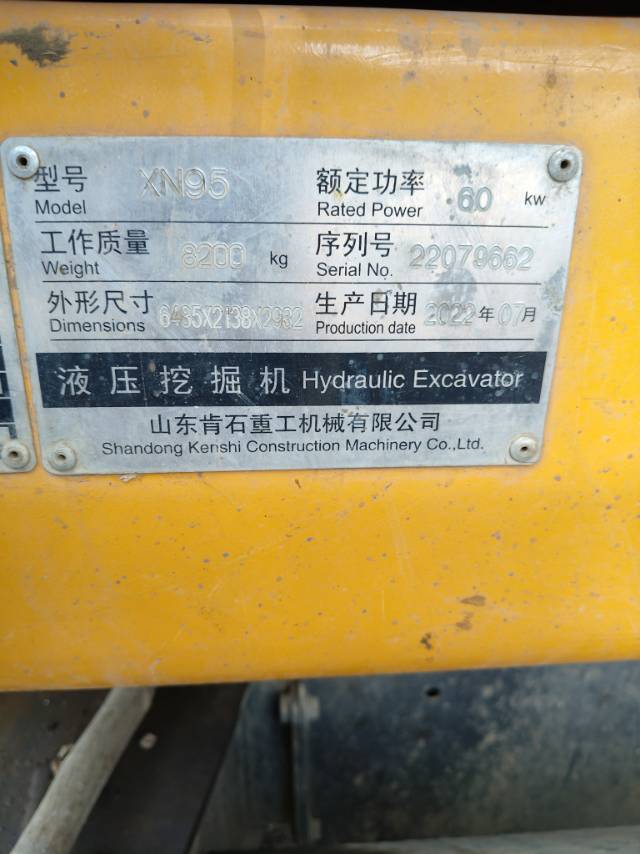 型号 XN95 额定功率 60 kw
Model Rated Power
工作质量 8200 kg 序列号 22079662
Weight Serial No.
外形尺寸 6485X2138X2932 生产日期 2022年07月
Dimensions Production date
液压挖掘机 Hydraulic Excavator
山东肯石重工机械有限公司
Shandong Kenshi Construction Machinery Co.,Ltd.